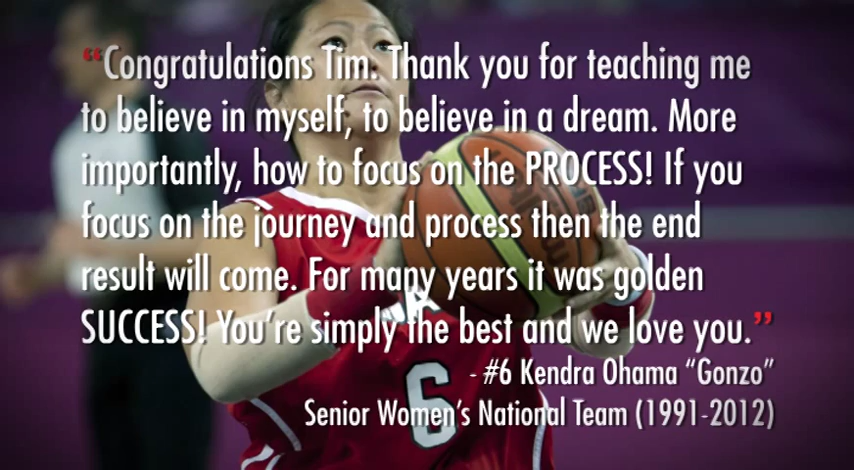 “Congratulations Tim. Thank you for teaching me
to believe in myself, to believe in a dream. More
importantly, how to focus on the PROCESS! If you
focus on the journey and process then the end
result will come. For many years it was golden
SUCCESS! You’re simply the best and we love you.”
- #6 Kendra Ohama “Gonzo”
Senior Women’s National Team (1991-2012)
6